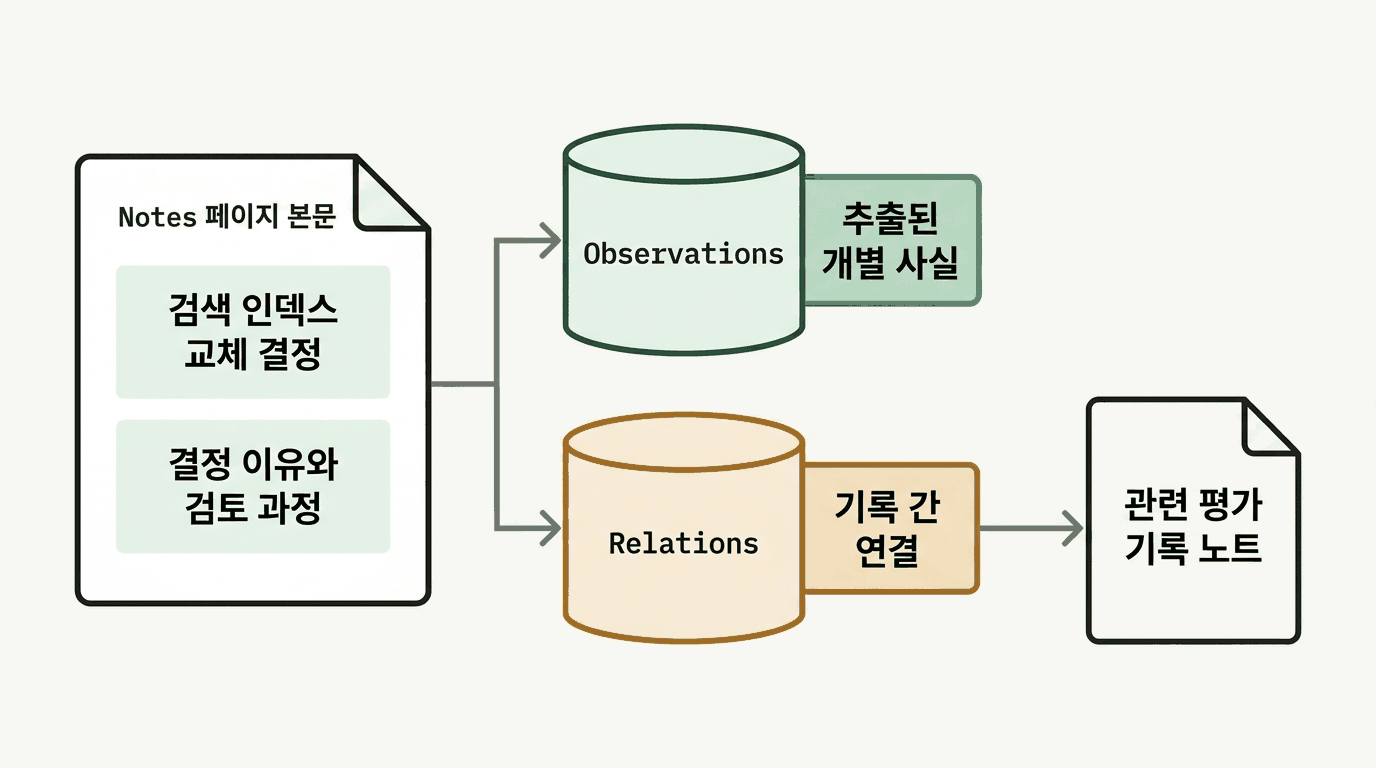 Notes 페이지 본문
검색 인덱스
교체 결정
결정 이유와
검토 과정
Observations
추출된
개별 사실
Relations
기록 간
연결
관련 평가
기록 노트